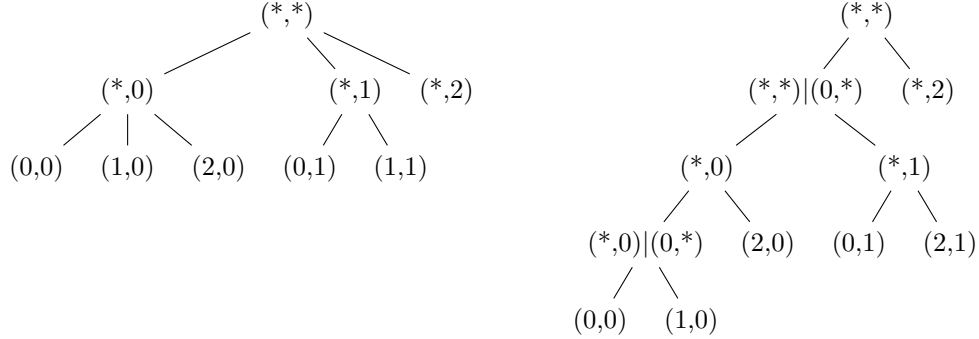 (*,*) (*,*)
(*,0) (*,1) (*,2) (*,*)|(0,*) (*,2)
(0,0) (1,0) (2,0) (0,1) (1,1) (*,0) (*,1)
(*,0)|(0,*) (2,0) (0,1) (2,1)
(0,0) (1,0)